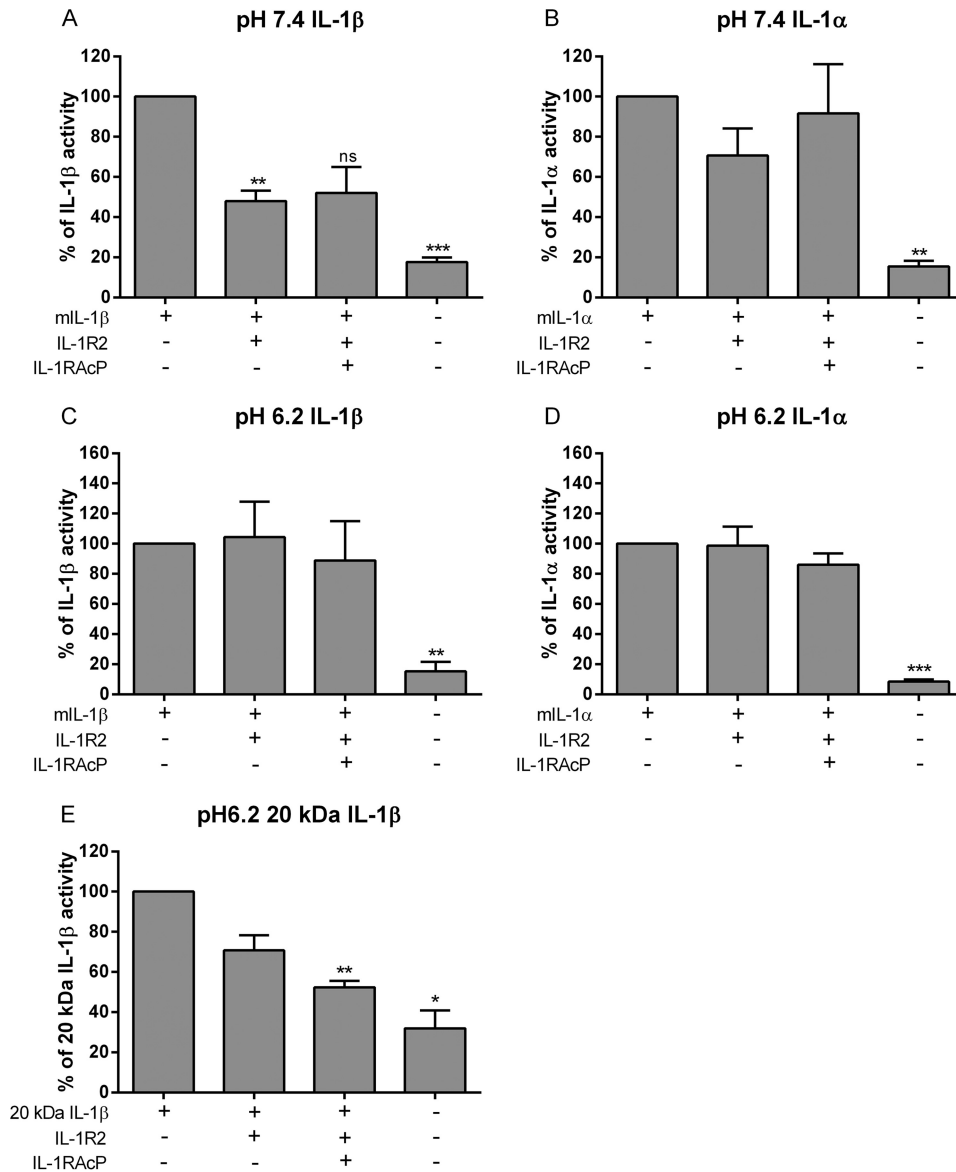 A
pH 7.4 IL-1β
% of IL-1β activity
120
100
80
60
40
20
0
**
ns
***
mIL-1β + + + -
IL-1R2 - + + -
IL-1RAcP - - + -
B
pH 7.4 IL-1α
% of IL-1α activity
120
100
80
60
40
20
0
**
mIL-1α + + + -
IL-1R2 - + + -
IL-1RAcP - - + -
C
pH 6.2 IL-1β
% of IL-1β activity
160
140
120
100
80
60
40
20
0
**
mIL-1β + + + -
IL-1R2 - + + -
IL-1RAcP - - + -
D
pH 6.2 IL-1α
% of IL-1α activity
160
140
120
100
80
60
40
20
0
***
mIL-1α + + + -
IL-1R2 - + + -
IL-1RAcP - - + -
E
pH6.2 20 kDa IL-1β
% of 20 kDa IL-1β activity
120
100
80
60
40
20
0
**
*
20 kDa IL-1β + + + -
IL-1R2 - + + -
IL-1RAcP - - + -